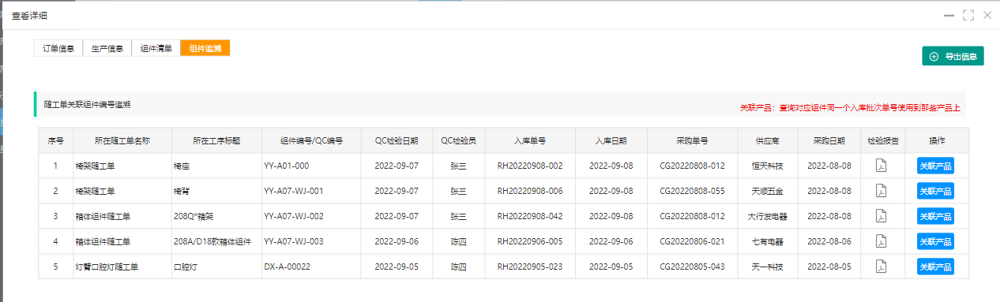 查看详细
订单信息 生产信息 组件清单 组件追溯
导出信息
随工单关联组件编号追溯
关联产品：查询对应组件同一个入库批次单号使用到那些产品上
序号 所在随工单名称 所在工序标题 组件编号/QC编号 QC检验日期 QC检验员 入库单号 入库日期 采购单号 供应商 采购日期 检验报告 操作
1 椅架随工单 椅座 YY-A01-000 2022-09-07 张三 RH20220908-002 2022-09-08 CG20220808-012 恒天科技 2022-08-08 关联产品
2 椅架随工单 椅背 YY-A07-WJ-001 2022-09-07 张三 RH20220908-006 2022-09-08 CG20220808-055 天顺五金 2022-08-08 关联产品
3 箱体组件随工单 208Q*箱架 YY-A07-WJ-002 2022-09-07 张三 RH20220908-042 2022-09-08 CG20220808-012 大行发电器 2022-08-08 关联产品
4 箱体组件随工单 208A/D18款箱体组件 YY-A07-WJ-003 2022-09-06 陈四 RH20220906-005 2022-09-06 CG20220806-021 七有电器 2022-08-06 关联产品
5 灯臂口腔灯随工单 口腔灯 DX-A-00022 2022-09-05 陈四 RH20220905-023 2022-09-05 CG20220805-043 天一科技 2022-08-05 关联产品